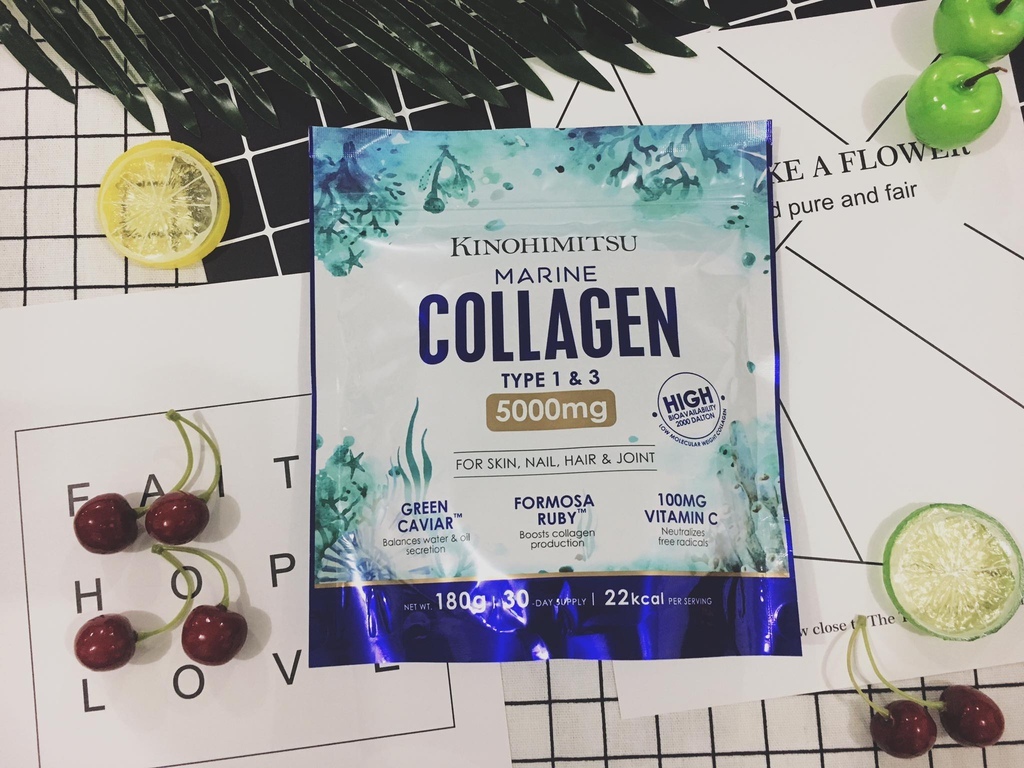 KE A FLOWER
d pure and fair
KINOHIMITSU
MARINE
COLLAGEN
TYPE 1 & 3
5000mg
HIGH
BIOAVAILABILITY
2000 DALTON
LOW MOLECULAR WEIGHT COLLAGEN
FOR SKIN, NAIL, HAIR & JOINT
GREEN
CAVIAR™
Balances water & oil
secretion
FORMOSA
RUBY™
Boosts collagen
production
100MG
VITAMIN C
Neutralizes
free radicals
NET WT. 180g | 30 -DAY SUPPLY | 22kcal PER SERVING
F A I T
H O P
L O V E
w close t The